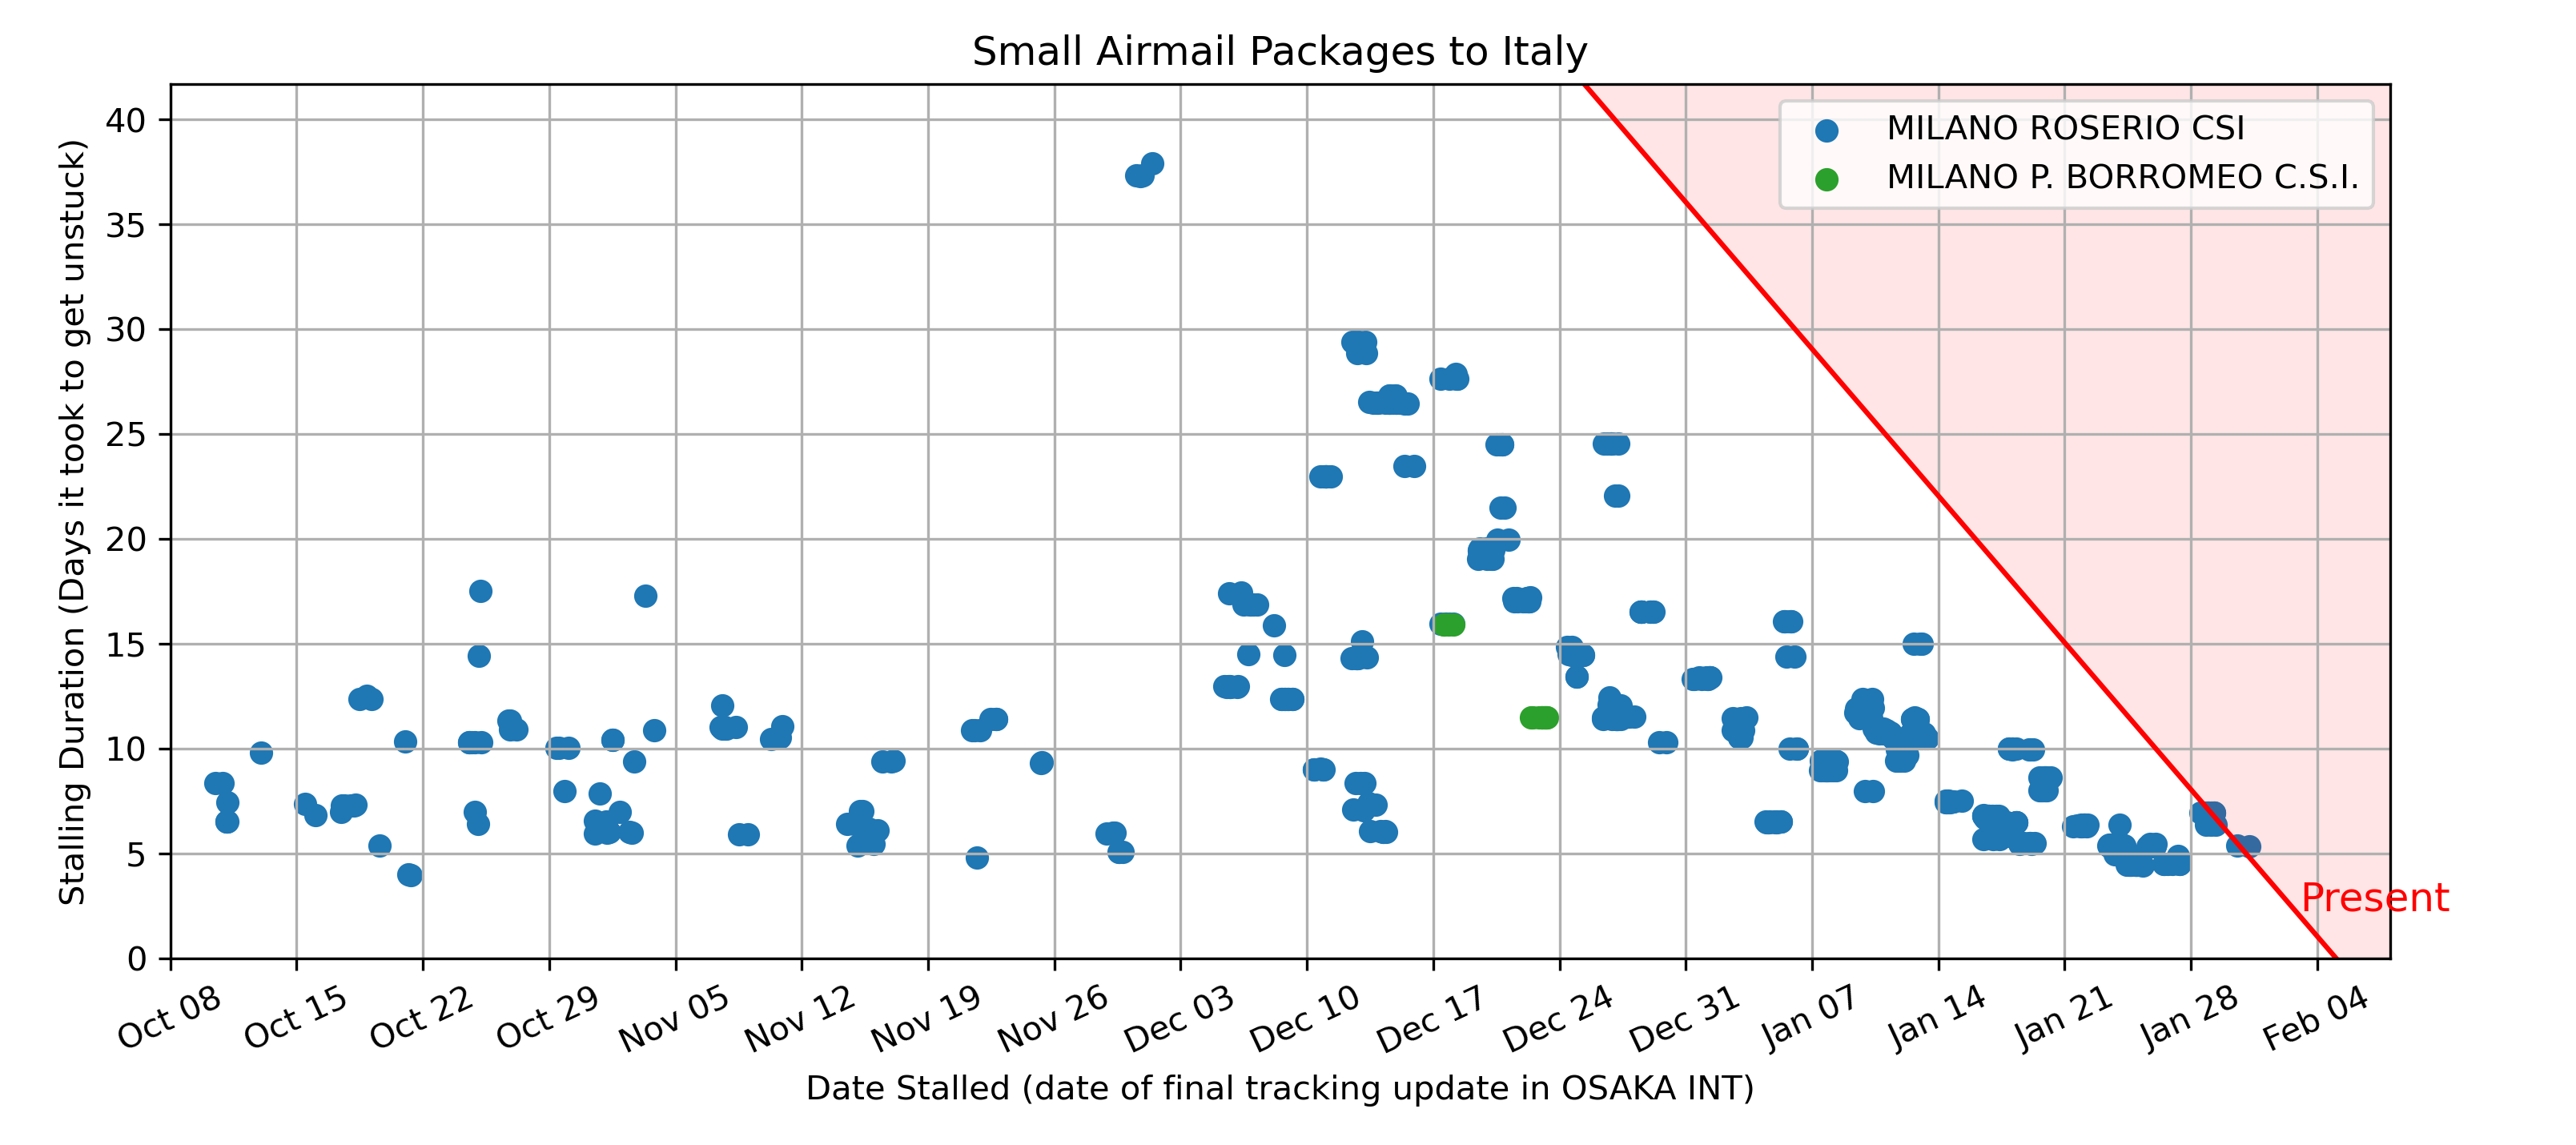 Small Airmail Packages to Italy
MILANO ROSERIO CSI
MILANO P. BORROMEO C.S.I.
Stalling Duration (Days it took to get unstuck)
40
35
30
25
20
15
10
5
0
Present
Oct 08
Oct 15
Oct 22
Oct 29
Nov 05
Nov 12
Nov 19
Nov 26
Dec 03
Dec 10
Dec 17
Dec 24
Dec 31
Jan 07
Jan 14
Jan 21
Jan 28
Feb 04
Date Stalled (date of final tracking update in OSAKA INT)